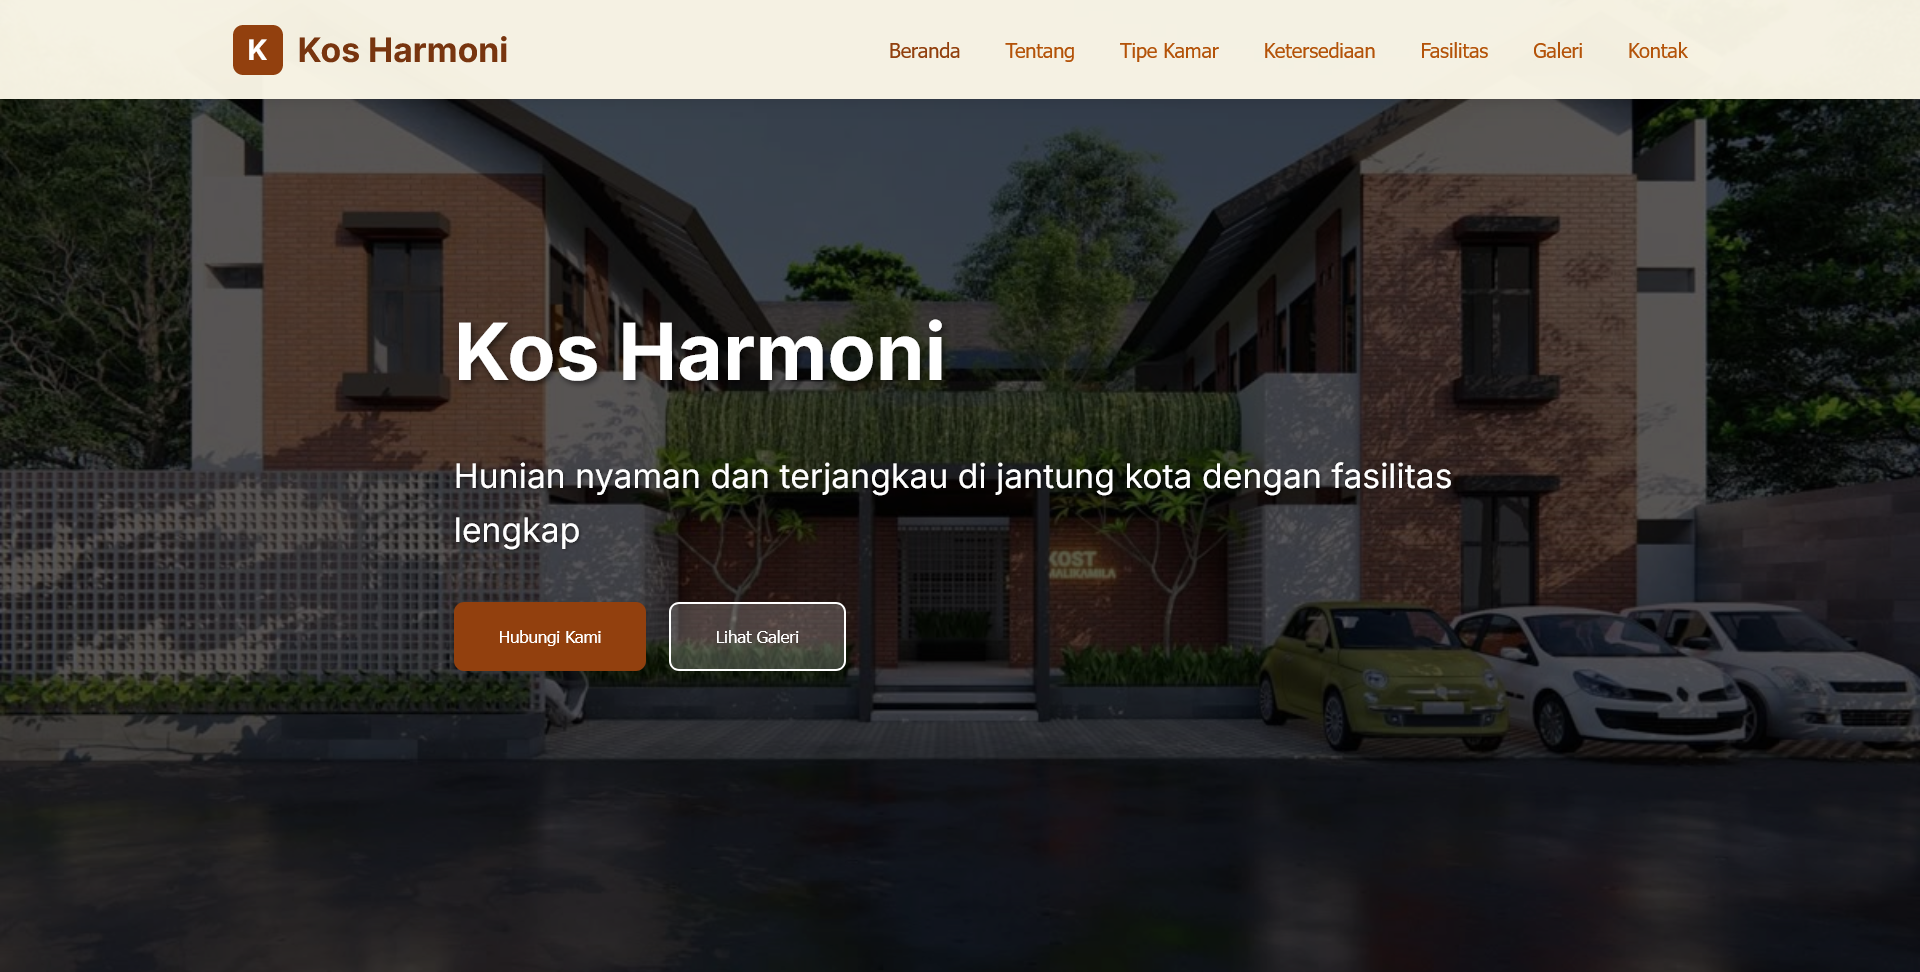 K Kos Harmoni
Beranda Tentang Tipe Kamar Ketersediaan Fasilitas Galeri Kontak
Kos Harmoni
Hunian nyaman dan terjangkau di jantung kota dengan fasilitas
lengkap
KOST
MALIKAMILA
Hubungi Kami Lihat Galeri